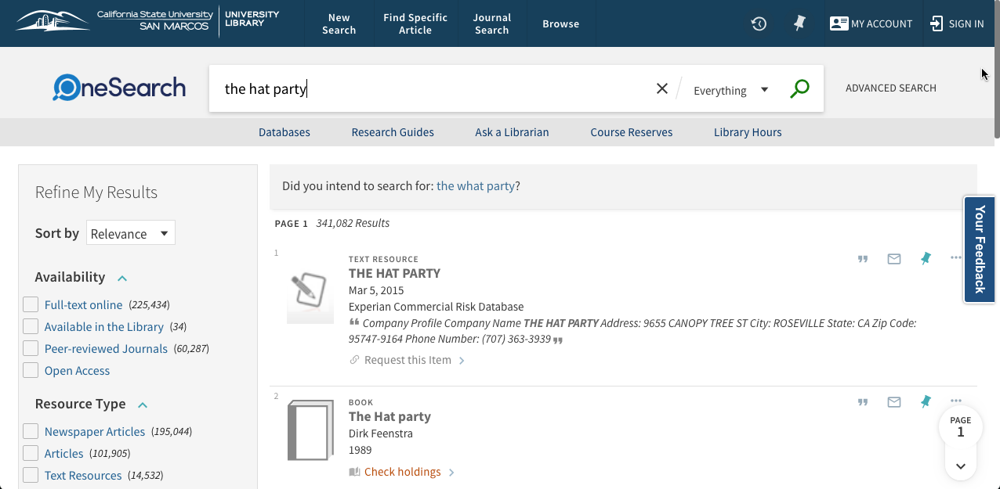 California State University
SAN MARCOS
UNIVERSITY
LIBRARY
New
Search
Find Specific
Article
Journal
Search
Browse
MY ACCOUNT
SIGN IN
OneSearch
the hat party
Everything
ADVANCED SEARCH
Databases
Research Guides
Ask a Librarian
Course Reserves
Library Hours
Refine My Results
Sort by
Relevance
Availability
Full-text online (225,434)
Available in the Library (34)
Peer-reviewed Journals (60,287)
Open Access
Resource Type
Newspaper Articles (195,044)
Articles (101,905)
Text Resources (14,532)
Did you intend to search for: the what party?
PAGE 1 341,082 Results
1
TEXT RESOURCE
THE HAT PARTY
Mar 5, 2015
Experian Commercial Risk Database
❝ Company Profile Company Name THE HAT PARTY Address: 9655 CANOPY TREE ST City: ROSEVILLE State: CA Zip Code:
95747-9164 Phone Number: (707) 363-3939 ❞
Request this Item
2
BOOK
The Hat party
Dirk Feenstra
1989
Check holdings
Your Feedback
PAGE
1